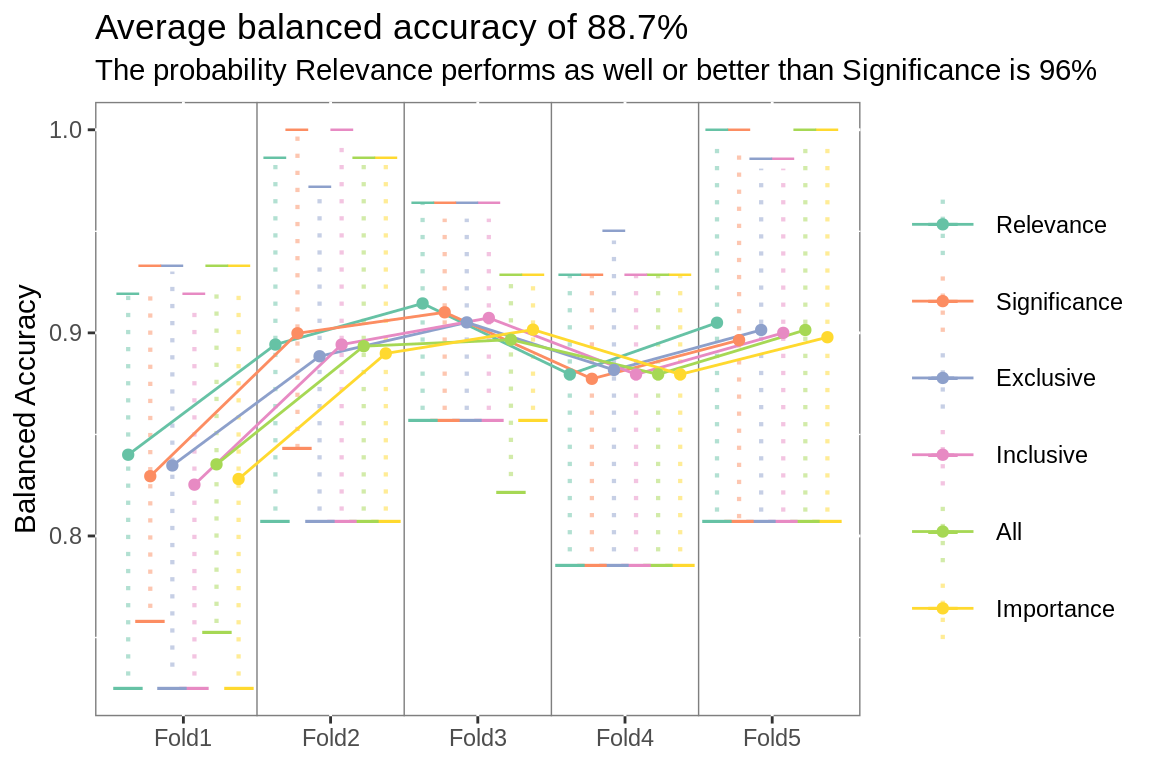 Average balanced accuracy of 88.7%
The probability Relevance performs as well or better than Significance is 96%
Balanced Accuracy
1.0
0.9
0.8
Fold1
Fold2
Fold3
Fold4
Fold5
Relevance
Significance
Exclusive
Inclusive
All
Importance